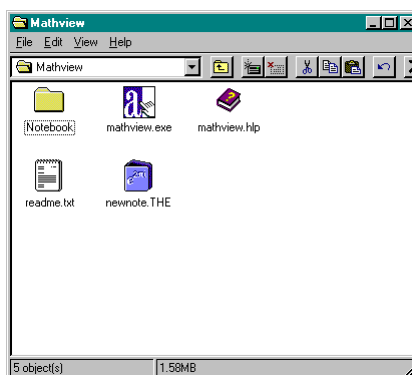 Mathview
File Edit View Help
Mathview
Notebook mathview.exe mathview.hlp
readme.txt newnote.THE
5 object(s) 1.58MB